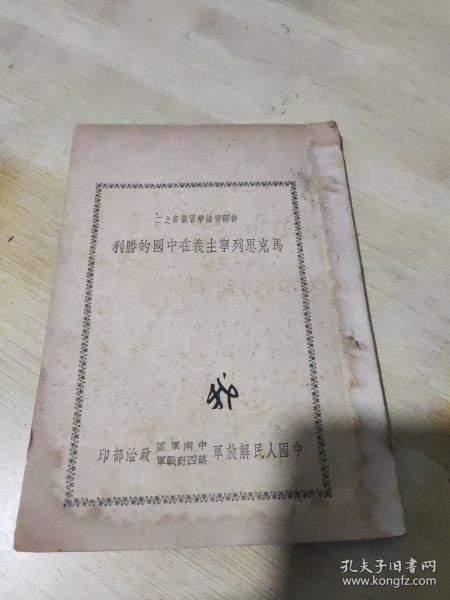 幹部理論學習叢書之二
馬克思列寧主義在中國的勝利
中國人民解放軍 中南軍區 第四野戰軍 政治部印
孔夫子旧书网
www.kongfz.com